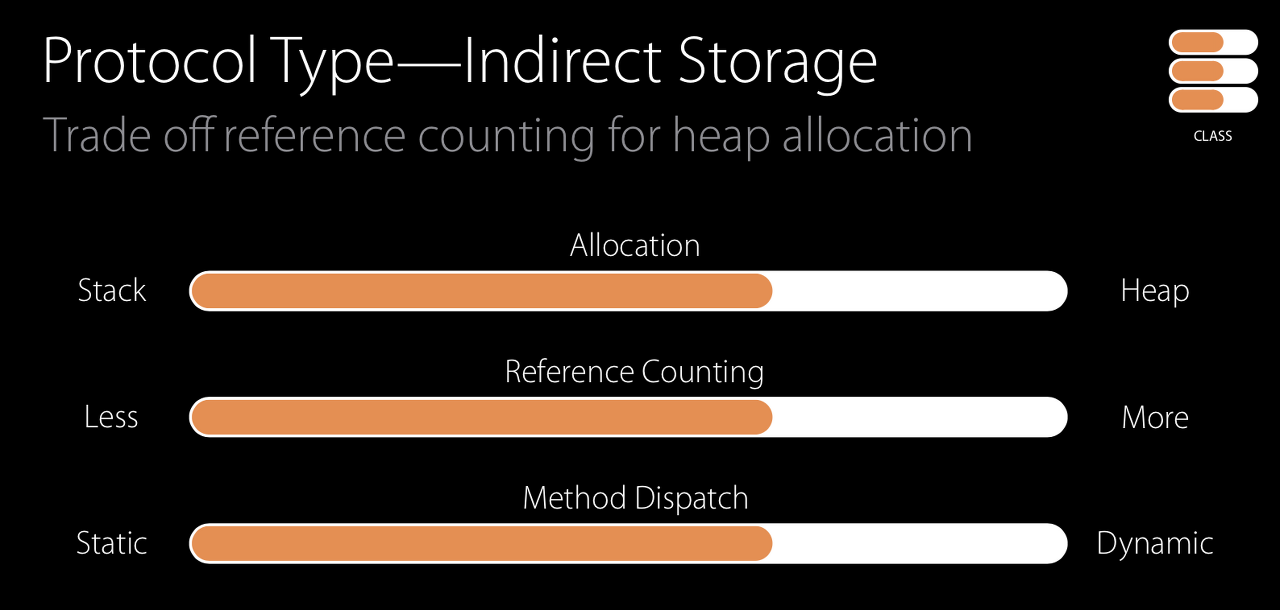 Protocol Type—Indirect Storage
Trade off reference counting for heap allocation
CLASS
Allocation
Stack
Heap
Reference Counting
Less
More
Method Dispatch
Static
Dynamic